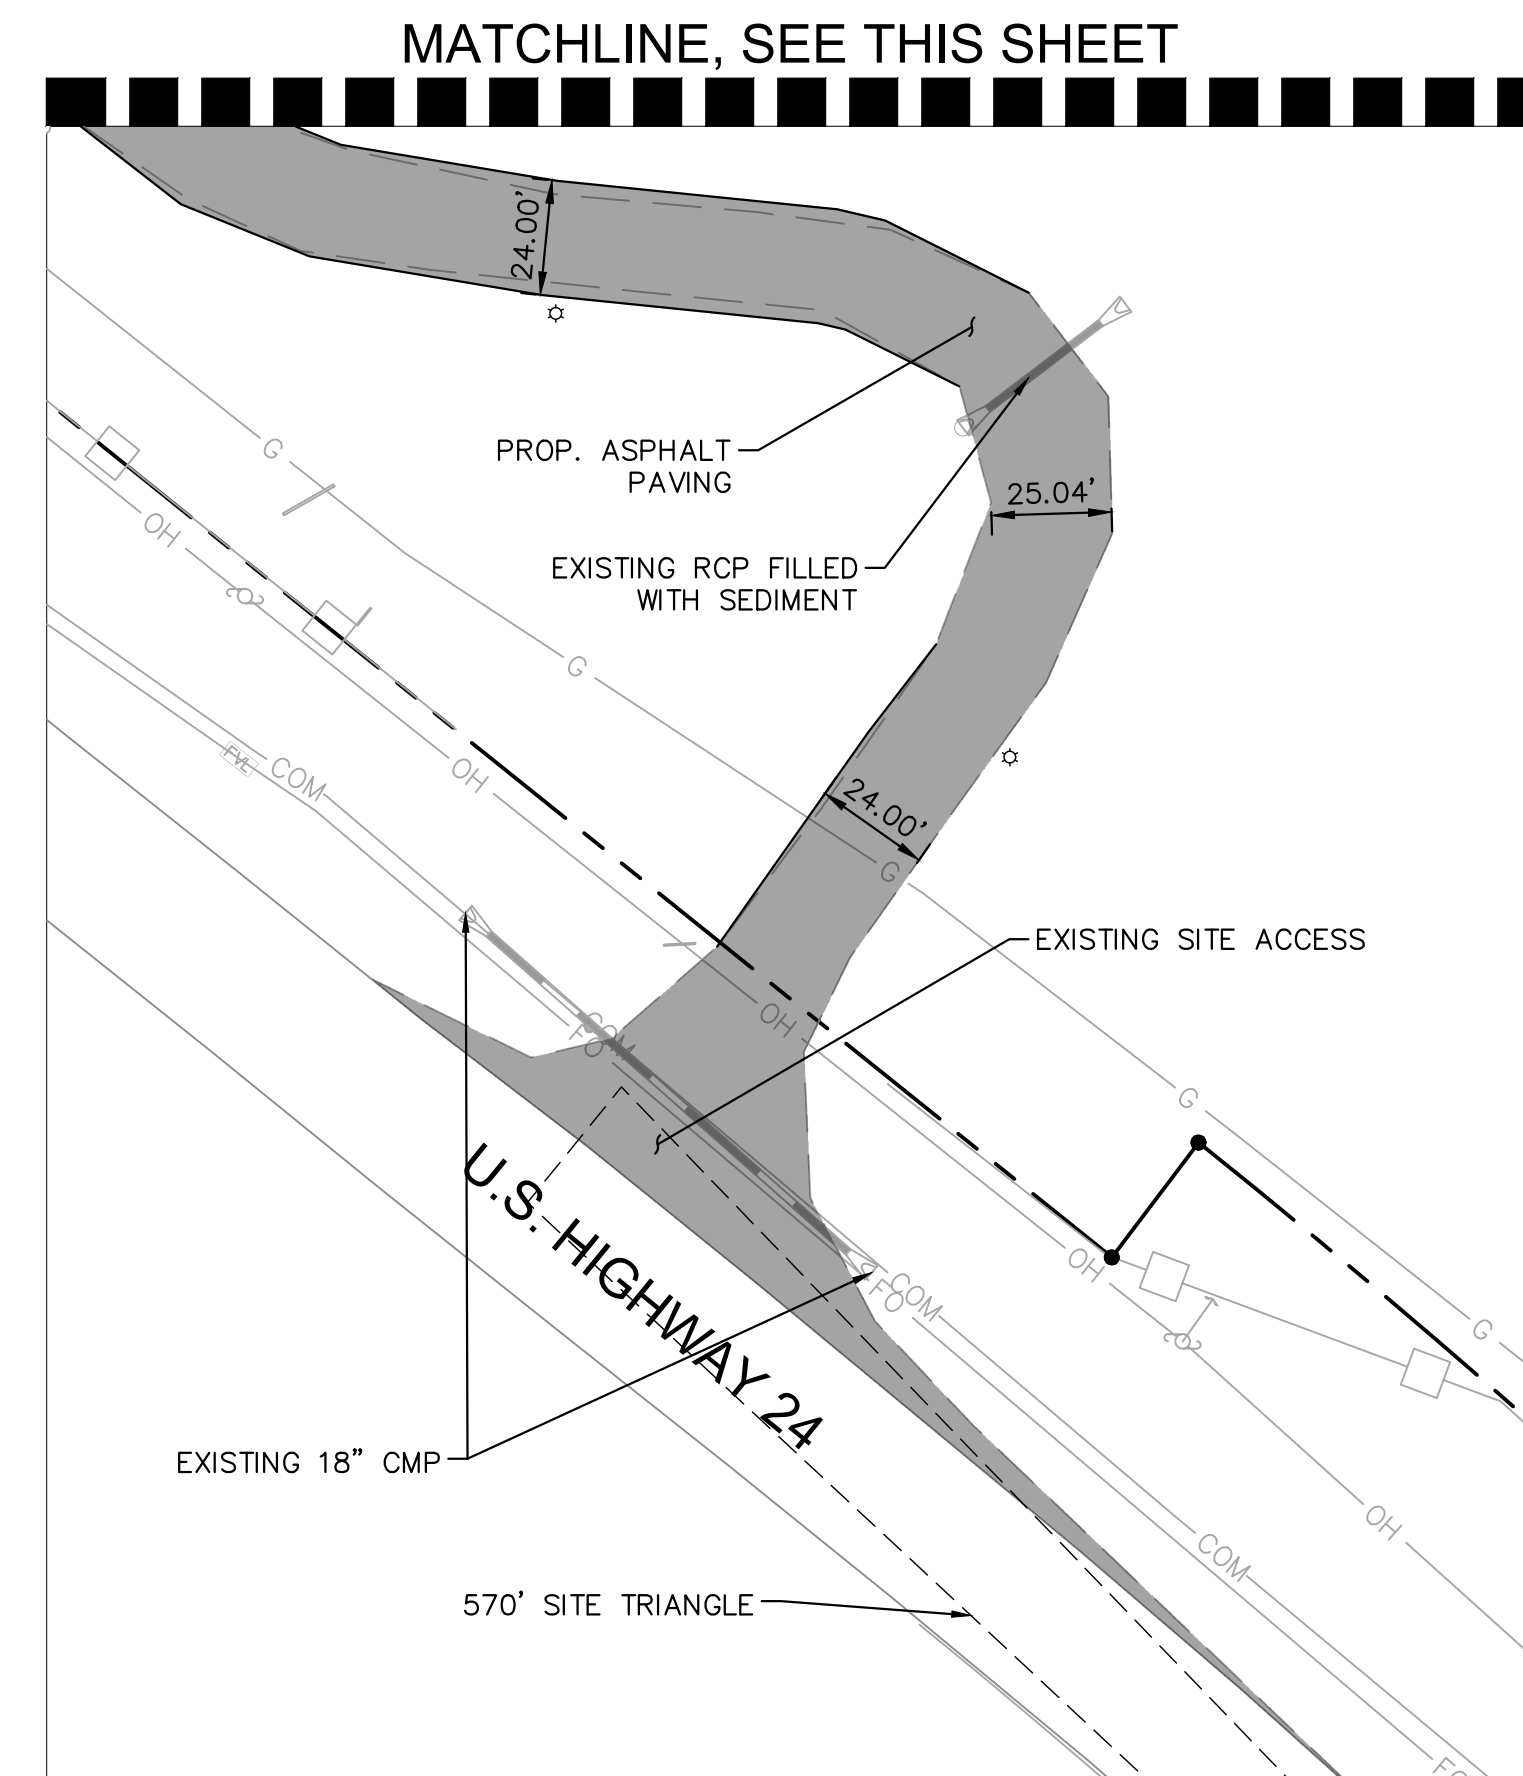 MATCHLINE, SEE THIS SHEET
24.00'
PROP. ASPHALT
PAVING
25.04'
EXISTING RCP FILLED
WITH SEDIMENT
G
OH
G
FVL
COM
OH
24.00'
G
EXISTING SITE ACCESS
OH
COM
FO
G
U.S. HIGHWAY 24
OH
COM
FO
G
EXISTING 18" CMP
OH
COM
570' SITE TRIANGLE
FO